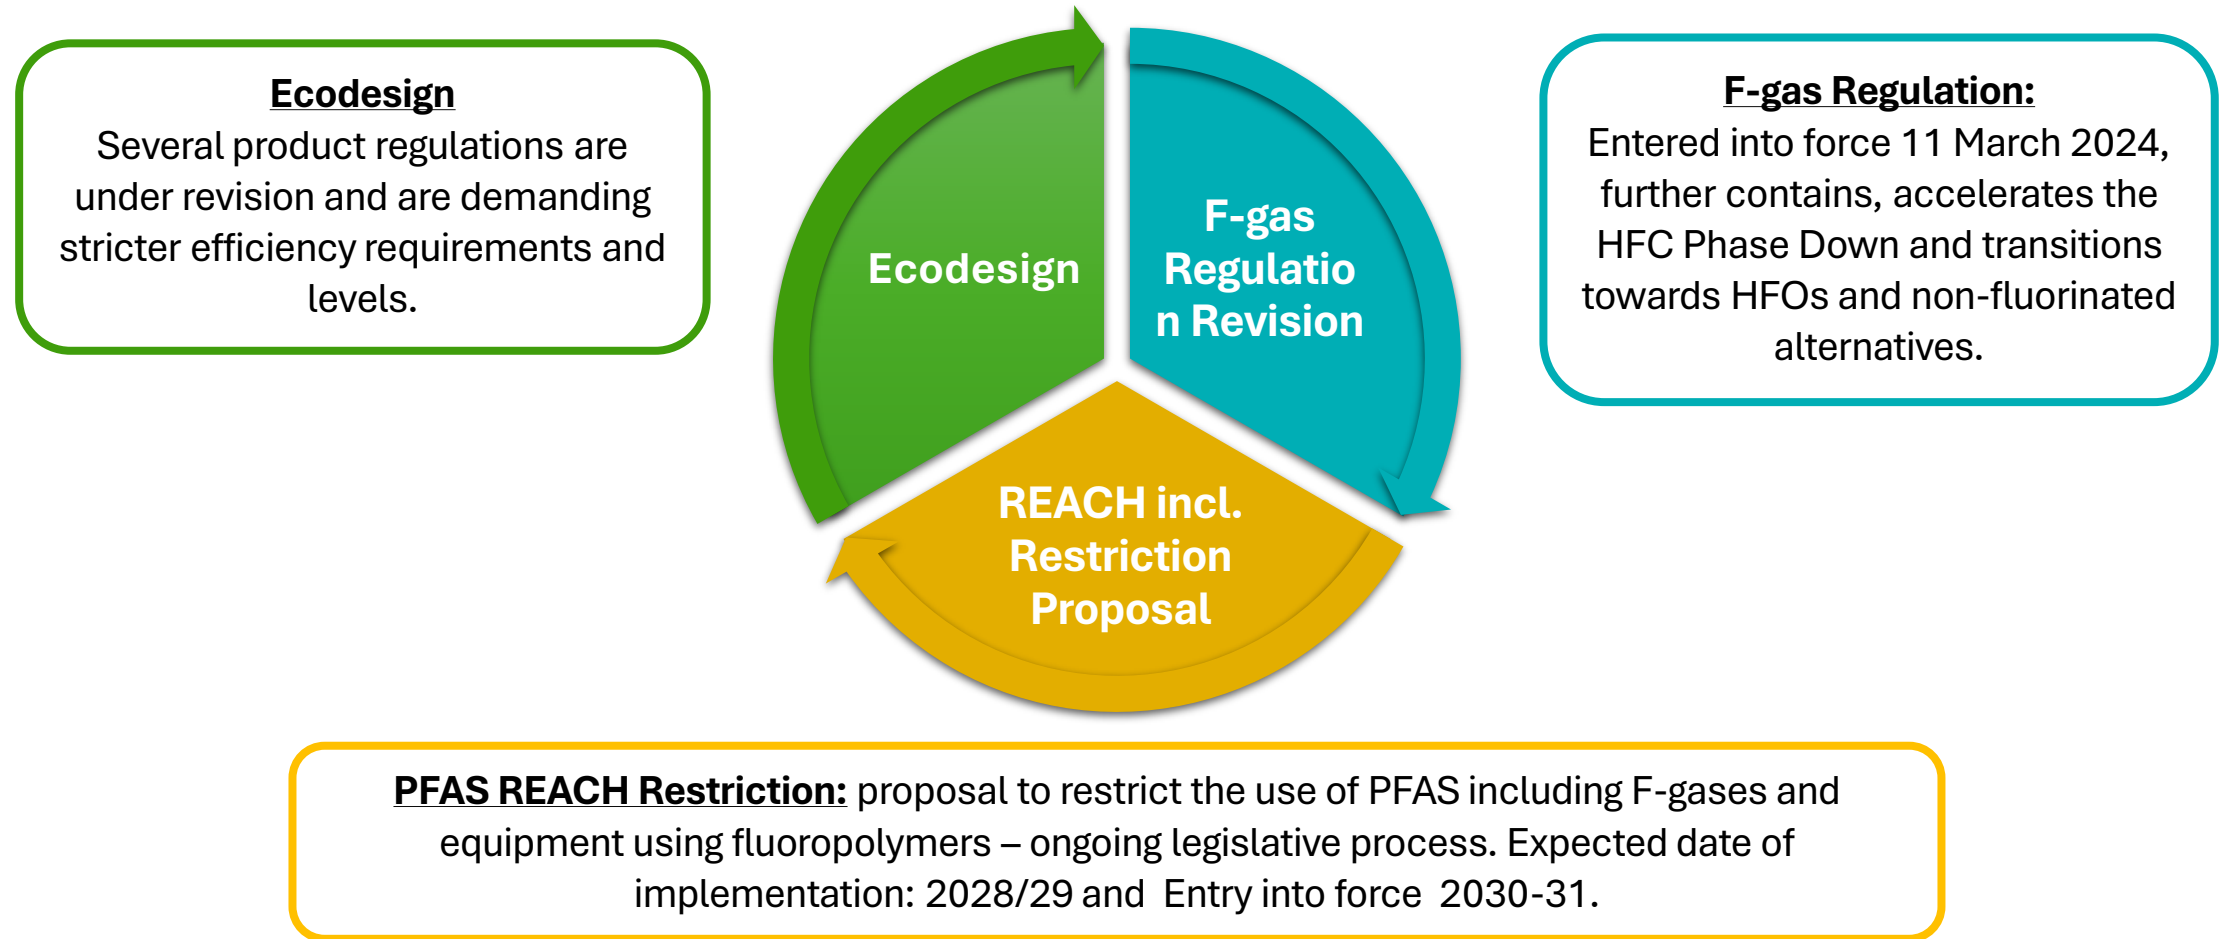 Ecodesign
Several product regulations are
under revision and are demanding
stricter efficiency requirements and
levels.
Ecodesign
F-gas
Regulatio
n Revision
REACH incl.
Restriction
Proposal
F-gas Regulation:
Entered into force 11 March 2024,
further contains, accelerates the
HFC Phase Down and transitions
towards HFOs and non-fluorinated
alternatives.
PFAS REACH Restriction: proposal to restrict the use of PFAS including F-gases and
equipment using fluoropolymers – ongoing legislative process. Expected date of
implementation: 2028/29 and  Entry into force  2030-31.